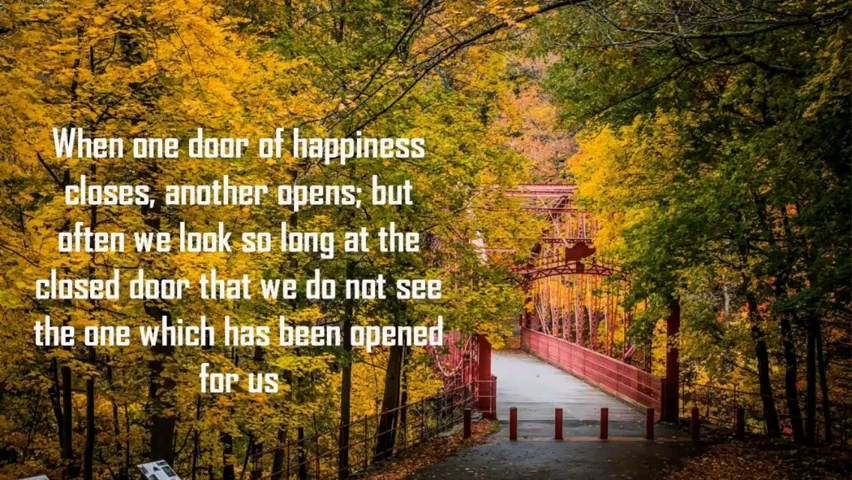 When one door of happiness
closes, another opens; but
often we look so long at the
closed door that we do not see
the one which has been opened
for us